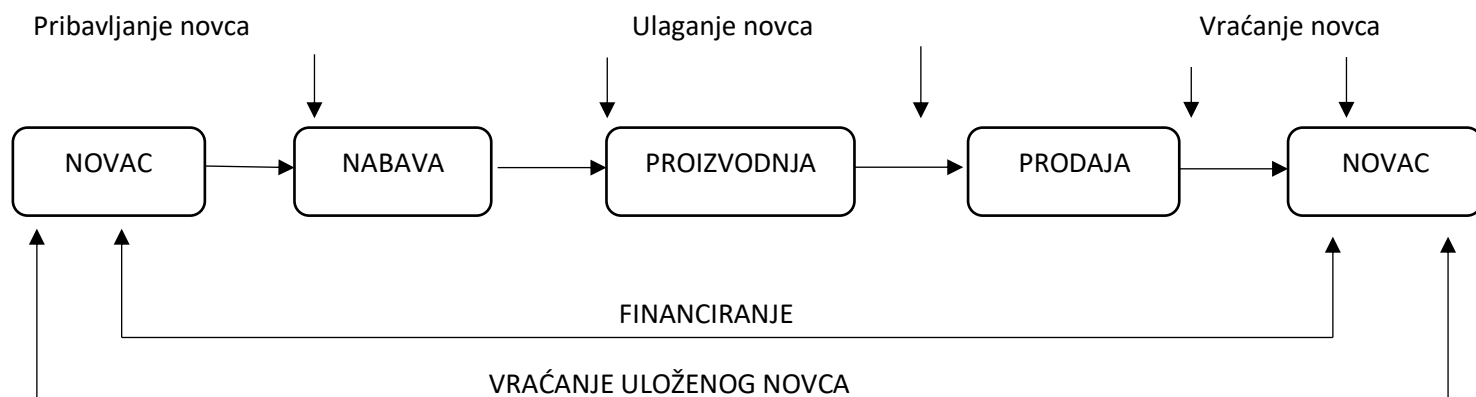 Pribavljanje novca Ulaganje novca Vraćanje novca
NOVAC NABAVA PROIZVODNJA PRODAJA NOVAC
FINANCIRANJE
VRAĆANJE ULOŽENOG NOVCA